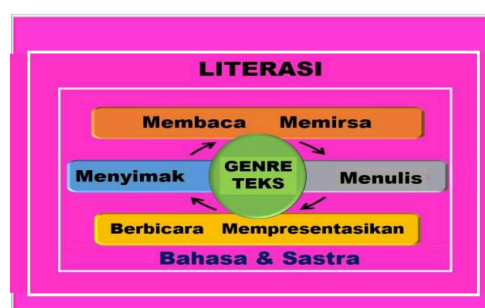 LITERASI
Membaca Memirsa
Menyimak
GENRE
TEKS
Menulis
Berbicara Mempresentasikan
Bahasa & Sastra